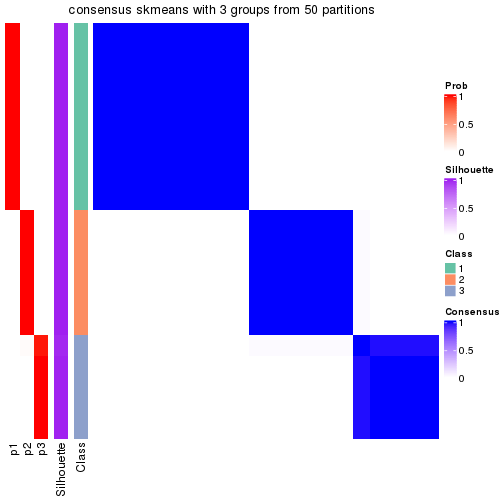 consensus skmeans with 3 groups from 50 partitions
Prob
1
0.5
0
Silhouette
1
0.5
0
Class
1
2
3
Consensus
1
0.5
0
p1
p2
p3
Silhouette
Class